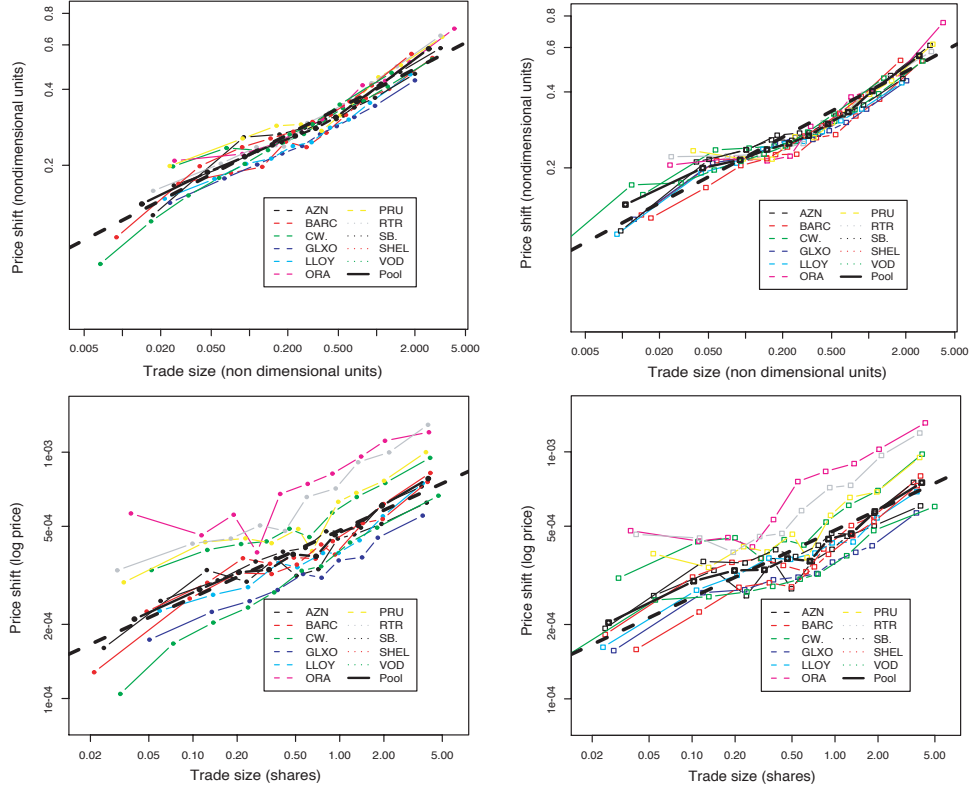 Price shift (nondimensional units)
0.8
0.6
0.4
0.2
AZN
BARC
CW.
GLXO
LLOY
ORA
PRU
RTR
SB.
SHEL
VOD
Pool
0.005 0.020 0.050 0.200 0.500 2.000 5.000
Trade size (non dimensional units)
Price shift (nondimensional units)
0.8
0.6
0.4
0.2
AZN
BARC
CW.
GLXO
LLOY
ORA
PRU
RTR
SB.
SHEL
VOD
Pool
0.005 0.020 0.050 0.200 0.500 2.000 5.000
Trade size (non dimensional units)
Price shift (log price)
1e-03
5e-04
2e-04
1e-04
AZN
BARC
CW.
GLXO
LLOY
ORA
PRU
RTR
SB.
SHEL
VOD
Pool
0.02 0.05 0.10 0.20 0.50 1.00 2.00 5.00
Trade size (shares)
Price shift (log price)
1e-03
5e-04
2e-04
1e-04
AZN
BARC
CW.
GLXO
LLOY
ORA
PRU
RTR
SB.
SHEL
VOD
Pool
0.02 0.05 0.10 0.20 0.50 1.00 2.00 5.00
Trade size (shares)